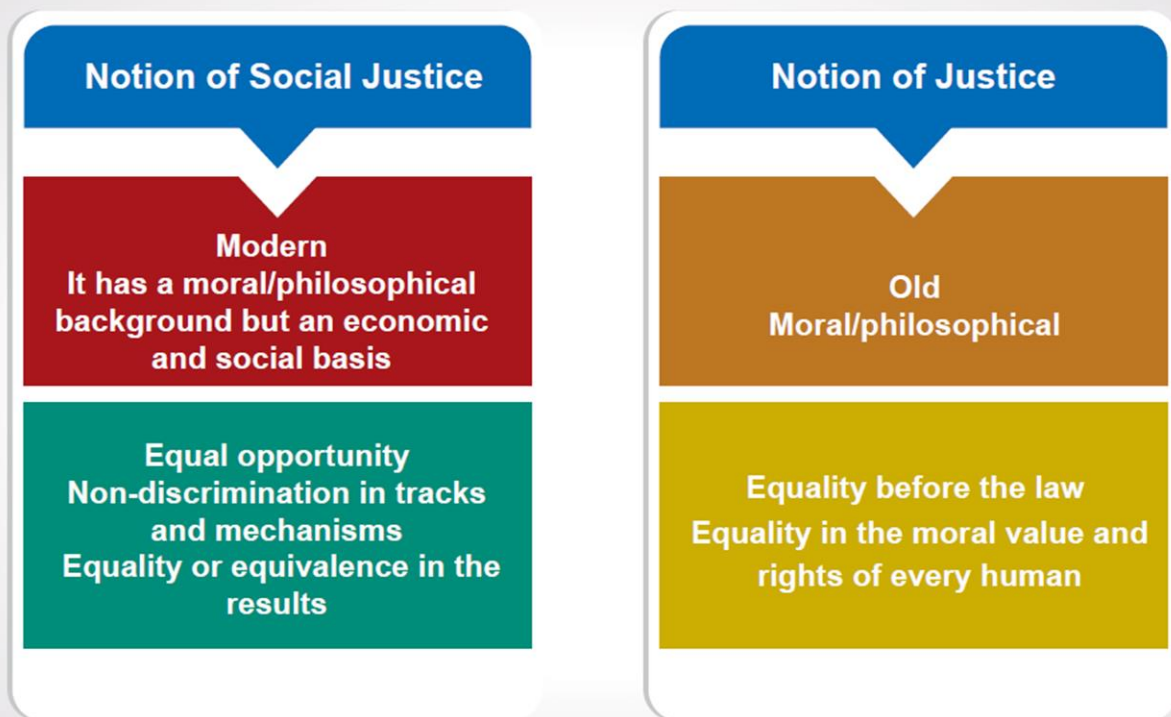 Notion of Social Justice
Modern
It has a moral/philosophical
background but an economic
and social basis
Equal opportunity
Non-discrimination in tracks
and mechanisms
Equality or equivalence in the
results
Notion of Justice
Old
Moral/philosophical
Equality before the law
Equality in the moral value and
rights of every human